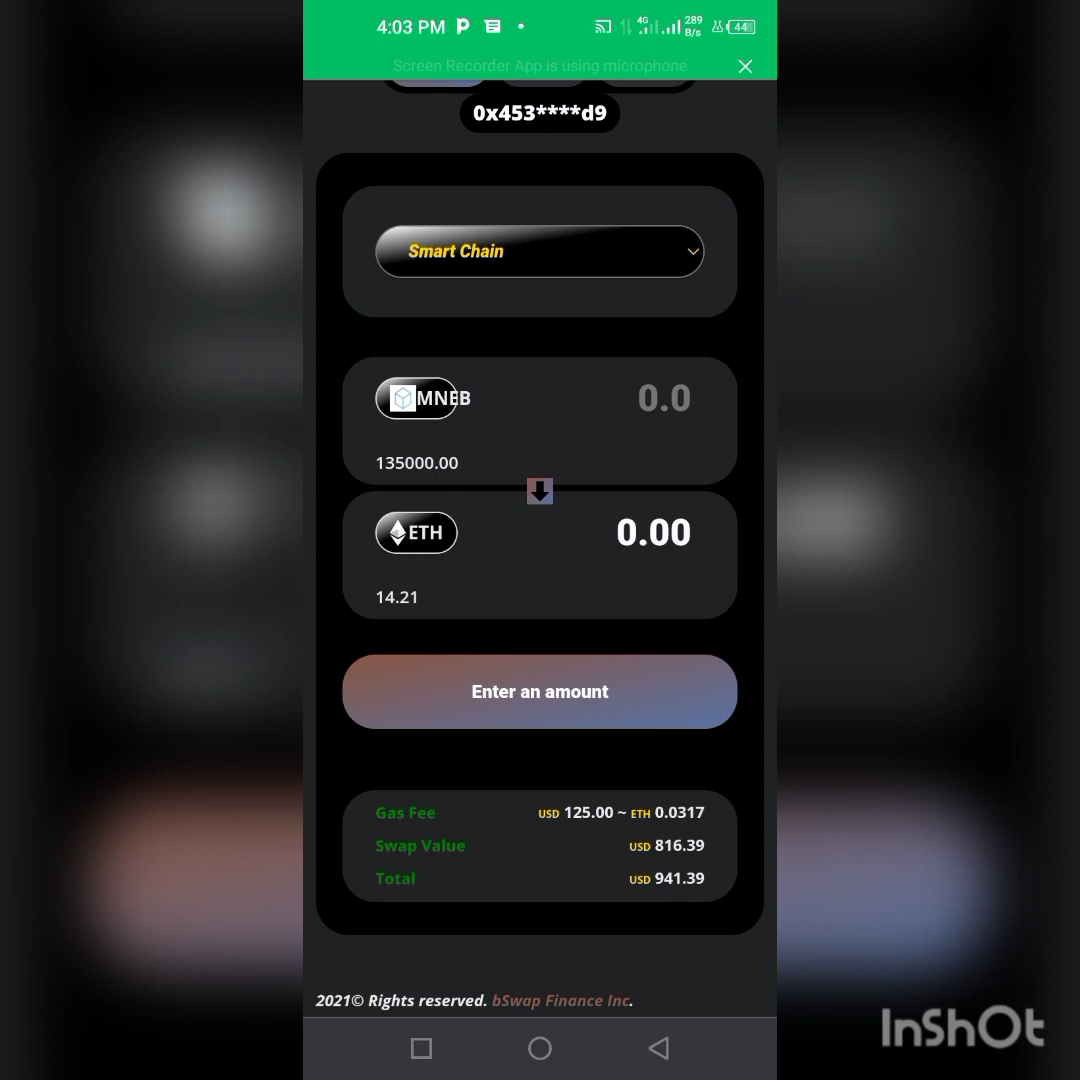 4:03 PM
4G
289
B/s
44
Screen Recorder App is using microphone
0x453****d9
Smart Chain
MNEB
0.0
135000.00
ETH
0.00
14.21
Enter an amount
Gas Fee USD 125.00 ~ ETH 0.0317
Swap Value USD 816.39
Total USD 941.39
2021© Rights reserved. bSwap Finance Inc.
InShOt